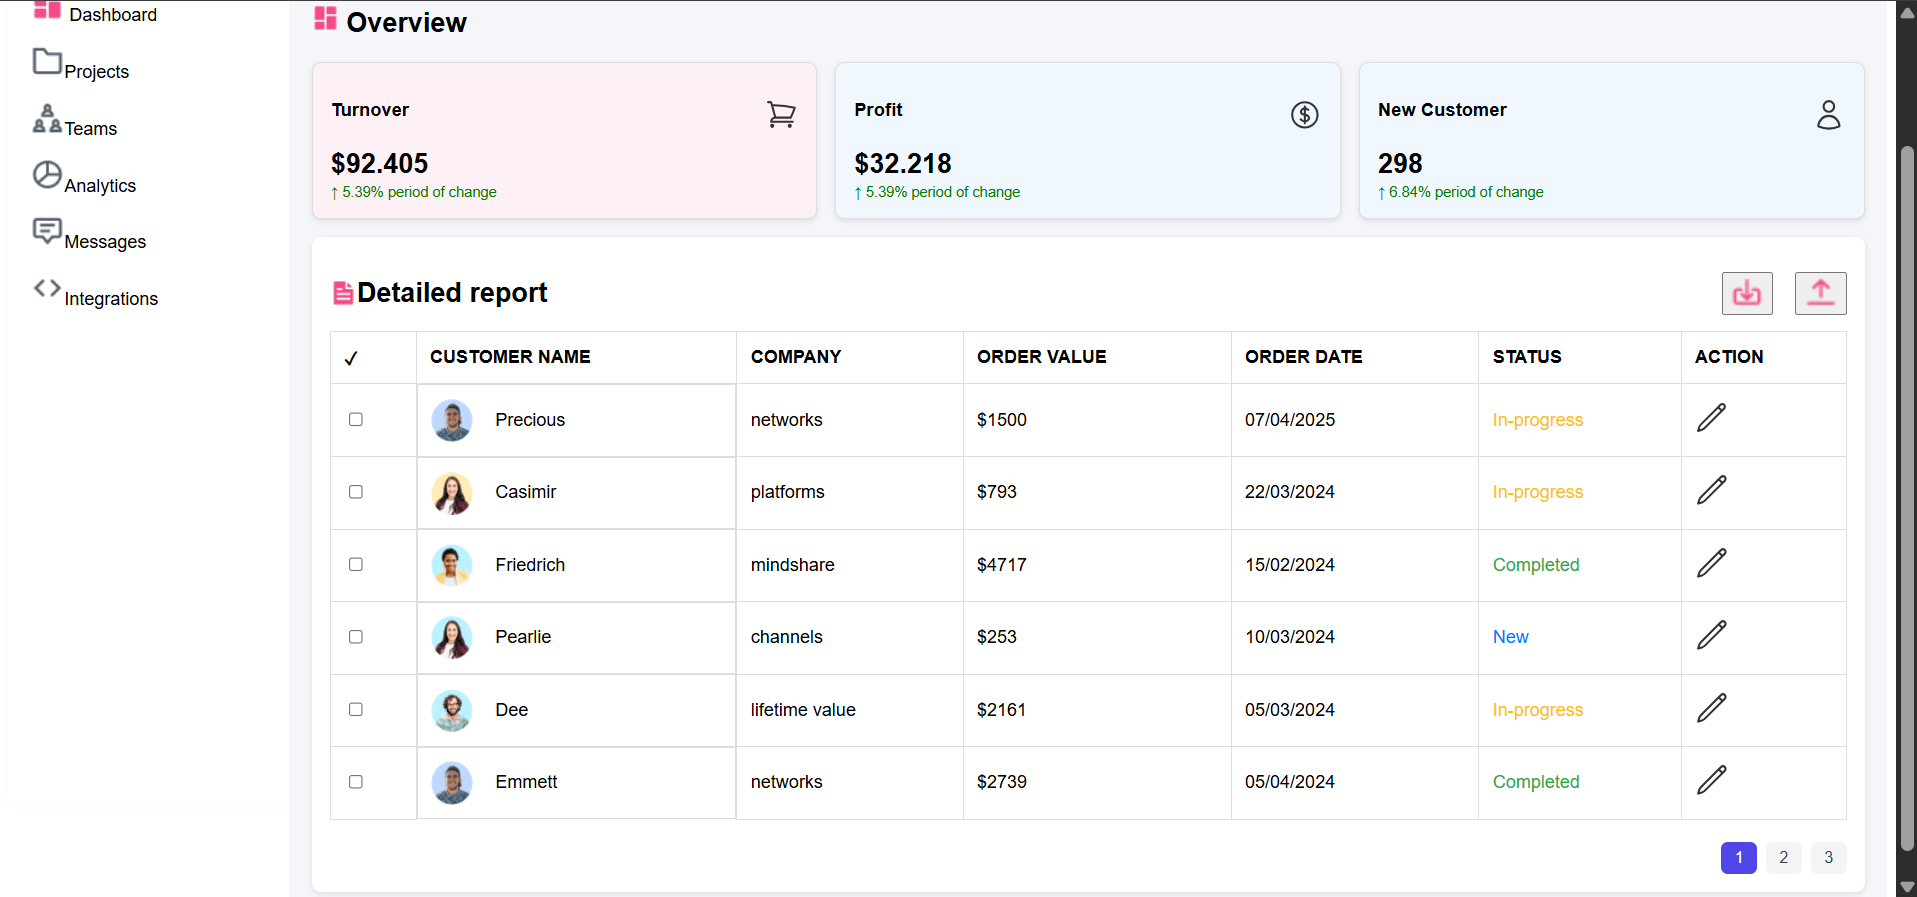 Dashboard
Projects
Teams
Analytics
Messages
Integrations
Overview
Turnover
$92.405
↑ 5.39% period of change
Profit
$32.218
↑ 5.39% period of change
New Customer
298
↑ 6.84% period of change
Detailed report
✓ CUSTOMER NAME COMPANY ORDER VALUE ORDER DATE STATUS ACTION
Precious networks $1500 07/04/2025 In-progress
Casimir platforms $793 22/03/2024 In-progress
Friedrich mindshare $4717 15/02/2024 Completed
Pearlie channels $253 10/03/2024 New
Dee lifetime value $2161 05/03/2024 In-progress
Emmett networks $2739 05/04/2024 Completed
1 2 3